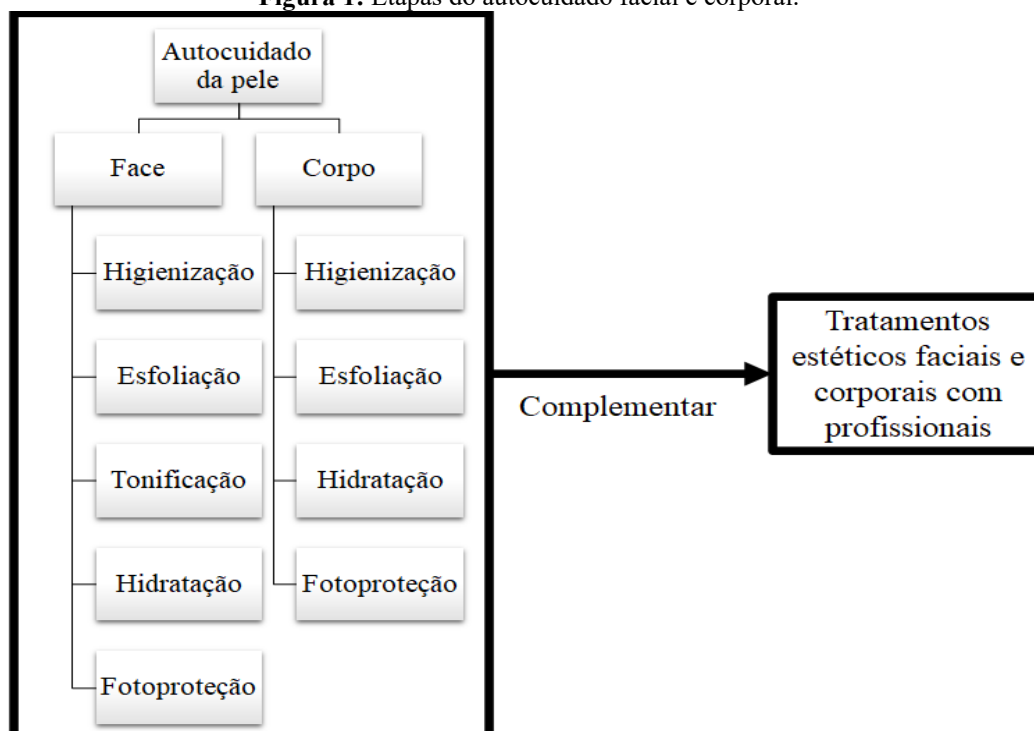 Figura 1. Etapas do autocuidado facial e corporal.
Autocuidado
da pele
Face
Corpo
Higienização
Esfoliação
Tonificação
Hidratação
Fotoproteção
Higienização
Esfoliação
Hidratação
Fotoproteção
Complementar
Tratamentos
estéticos faciais e
corporais com
profissionais